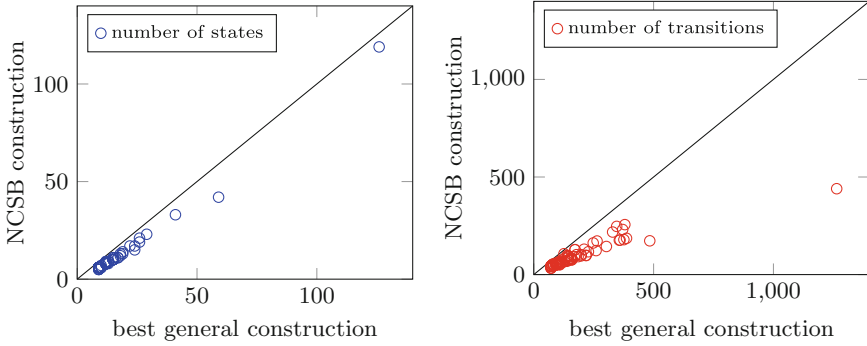 number of states
100
50
0
0
50
100
NCSB construction
best general construction
number of transitions
1,000
500
0
0
500
1,000
NCSB construction
best general construction